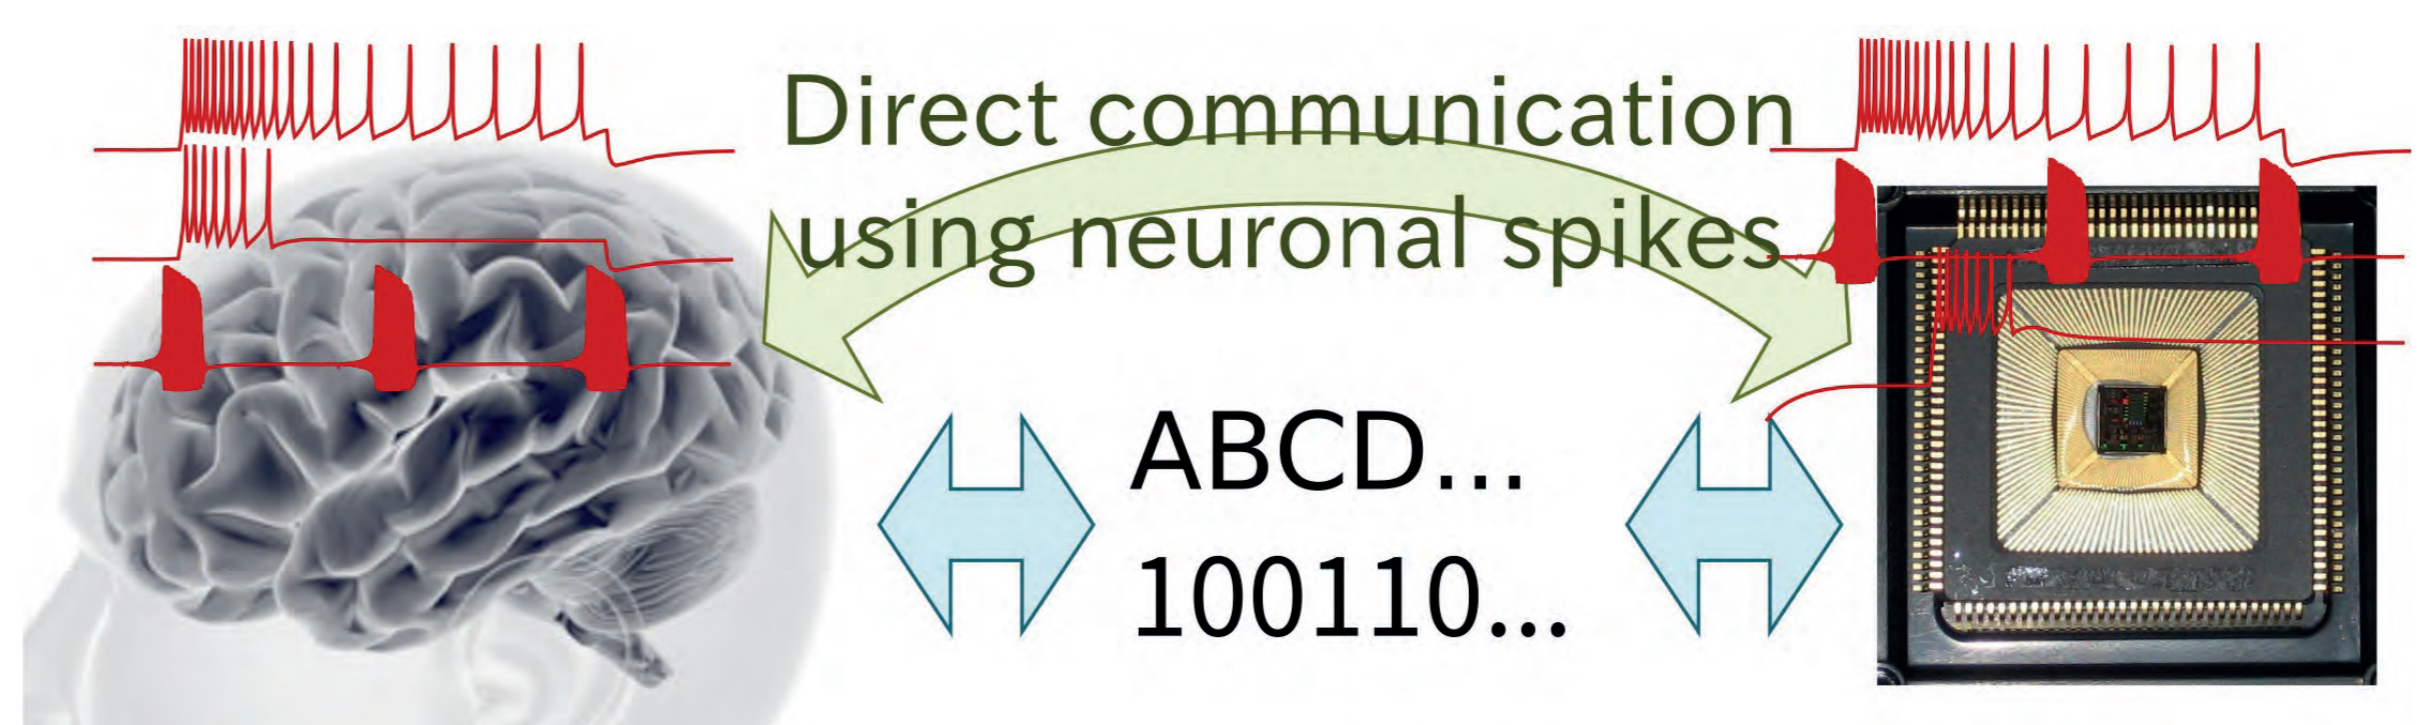 Direct communication
using neuronal spikes
ABCD...
100110...